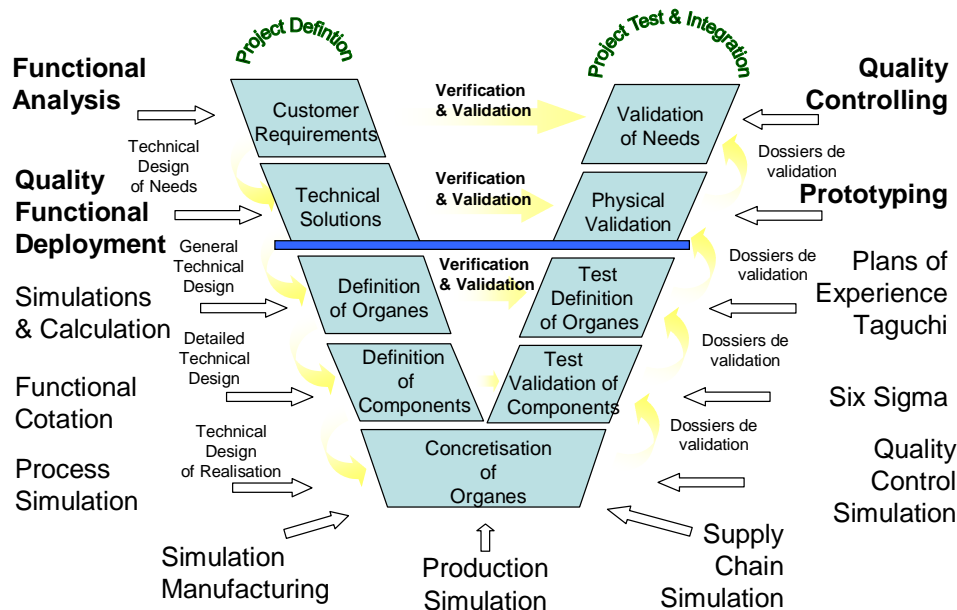 Project Defintion
Project Test & Integration
Functional
Analysis
Customer
Requirements
Verification
& Validation
Validation
of Needs
Quality
Controlling
Technical
Design
of Needs
Dossiers de
validation
Quality
Functional
Deployment
Technical
Solutions
Verification
& Validation
Physical
Validation
Prototyping
General
Technical
Design
Verification
& Validation
Dossiers de
validation
Simulations
& Calculation
Definition
of Organes
Test
Definition
of Organes
Plans of
Experience
Taguchi
Detailed
Technical
Design
Dossiers de
validation
Functional
Cotation
Definition
of
Components
Test
Validation of
Components
Six Sigma
Technical
Design
of Realisation
Dossiers de
validation
Process
Simulation
Concretisation
of
Organes
Quality
Control
Simulation
Simulation
Manufacturing
Production
Simulation
Supply
Chain
Simulation